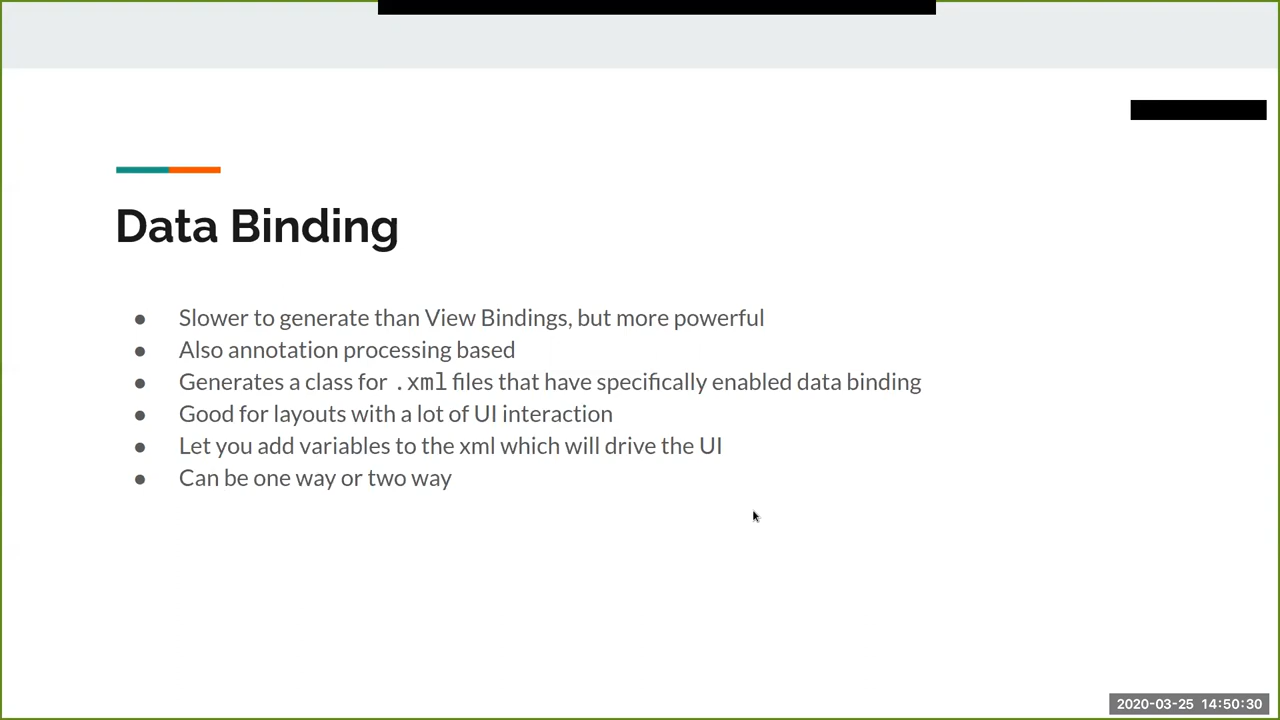 Data Binding
● Slower to generate than View Bindings, but more powerful
● Also annotation processing based
● Generates a class for .xml files that have specifically enabled data binding
● Good for layouts with a lot of UI interaction
● Let you add variables to the xml which will drive the UI
● Can be one way or two way
2020-03-25 14:50:30